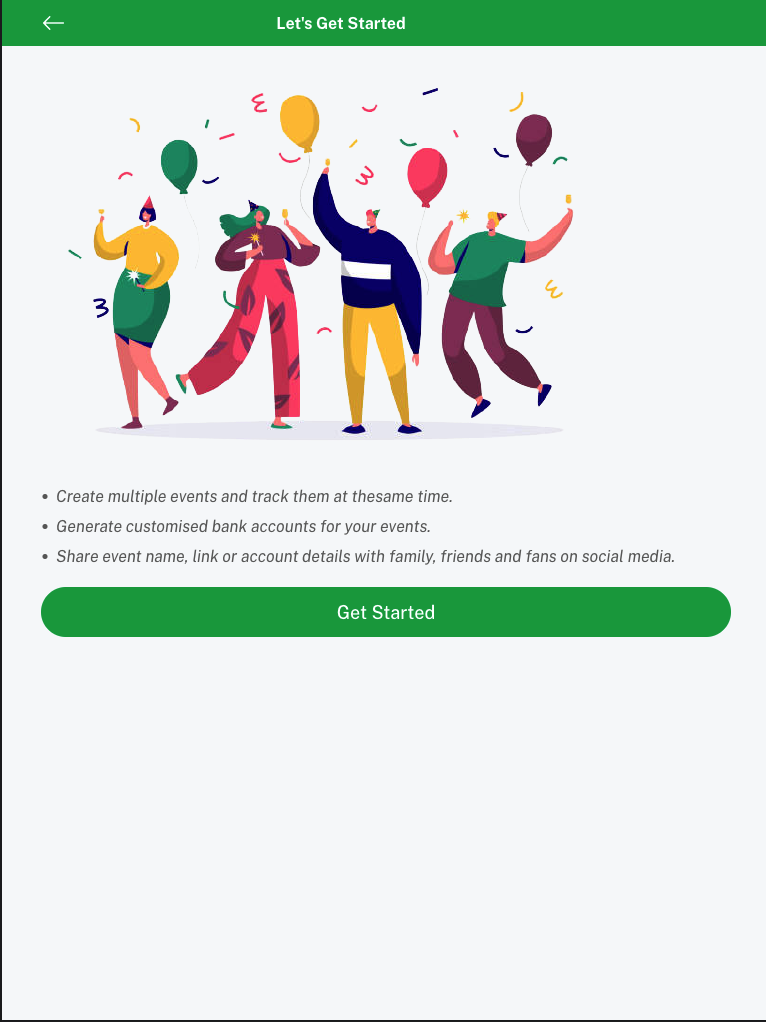 Let's Get Started
• Create multiple events and track them at thesame time.
• Generate customised bank accounts for your events.
• Share event name, link or account details with family, friends and fans on social media.
Get Started